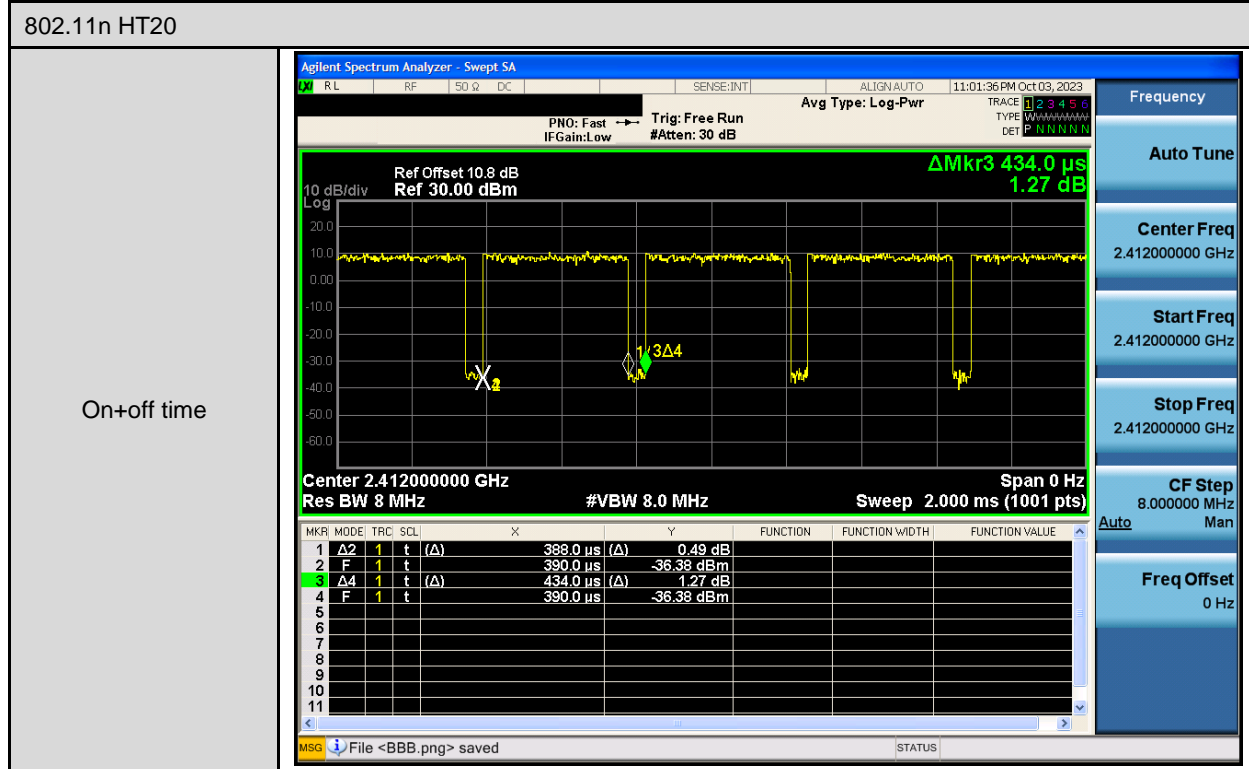 802.11n HT20
On+off time
Agilent Spectrum Analyzer - Swept SA
LXI RL RF 50 Ω DC SENSE:INT ALIGN AUTO 11:01:36 PM Oct 03, 2023
Avg Type: Log-Pwr
TRACE 1 2 3 4 5 6
TYPE WWWWWW
DET P N N N N N
PNO: Fast Trig: Free Run
IFGain:Low #Atten: 30 dB
Ref Offset 10.8 dB
10 dB/div Ref 30.00 dBm
Log
ΔMkr3 434.0 µs
1.27 dB
20.0
10.0
0.00
-10.0
-20.0
-30.0
-40.0
-50.0
-60.0
1 3Δ4
2
Center 2.412000000 GHz Span 0 Hz
Res BW 8 MHz #VBW 8.0 MHz Sweep 2.000 ms (1001 pts)
MKR MODE TRC SCL X Y FUNCTION FUNCTION WIDTH FUNCTION VALUE
1 Δ2 1 t (Δ) 388.0 µs (Δ) 0.49 dB
2 F 1 t 390.0 µs -36.38 dBm
3 Δ4 1 t (Δ) 434.0 µs (Δ) 1.27 dB
4 F 1 t 390.0 µs -36.38 dBm
5
6
7
8
9
10
11
MSG File <BBB.png> saved STATUS
Frequency
Auto Tune
Center Freq
2.412000000 GHz
Start Freq
2.412000000 GHz
Stop Freq
2.412000000 GHz
CF Step
8.000000 MHz
Auto Man
Freq Offset
0 Hz